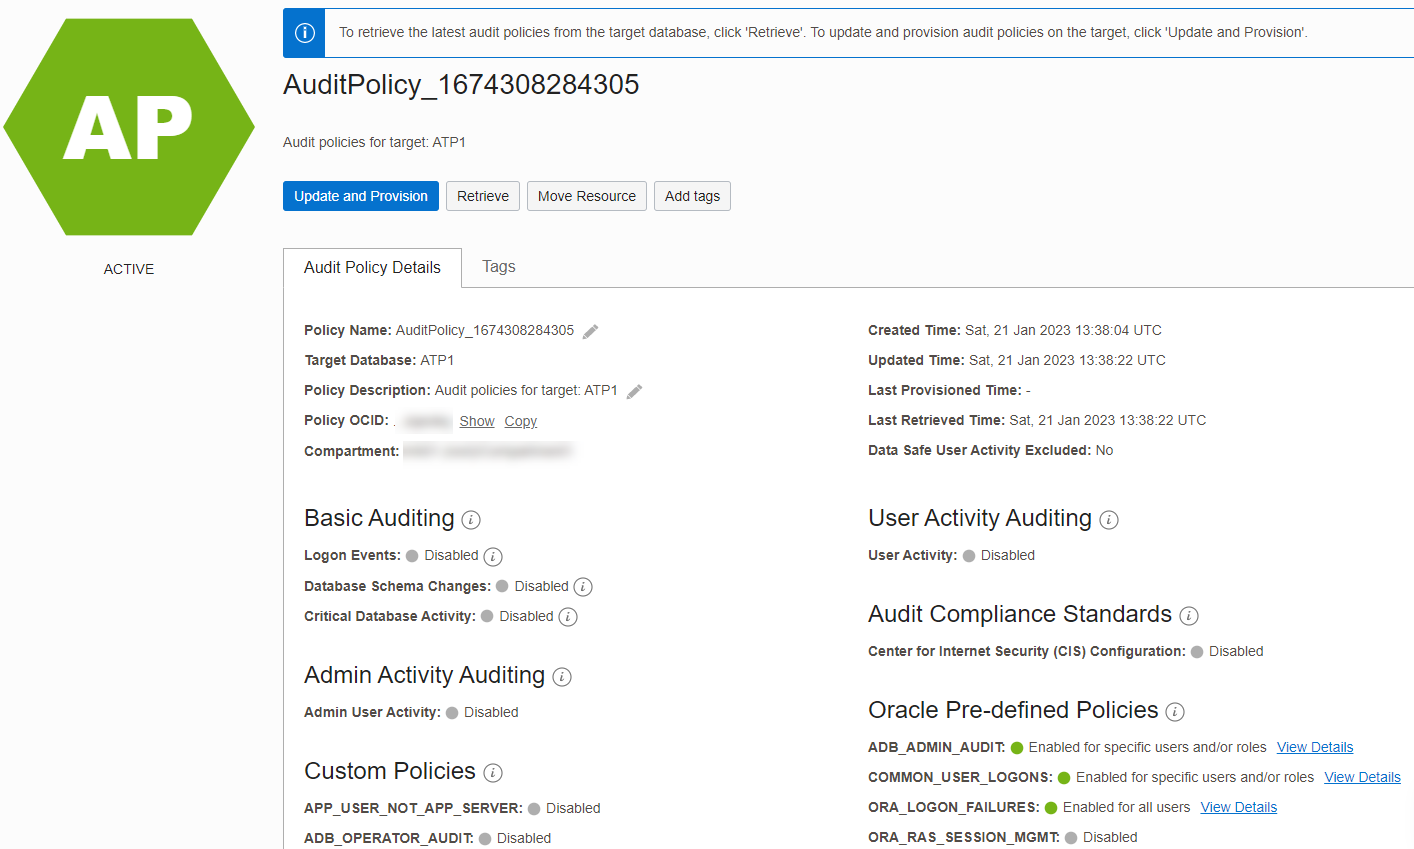 AP
ACTIVE
To retrieve the latest audit policies from the target database, click 'Retrieve'. To update and provision audit policies on the target, click 'Update and Provision'.
AuditPolicy_1674308284305
Audit policies for target: ATP1
Update and Provision
Retrieve
Move Resource
Add tags
Audit Policy Details
Tags
Policy Name: AuditPolicy_1674308284305
Target Database: ATP1
Policy Description: Audit policies for target: ATP1
Policy OCID: Show Copy
Compartment:
Created Time: Sat, 21 Jan 2023 13:38:04 UTC
Updated Time: Sat, 21 Jan 2023 13:38:22 UTC
Last Provisioned Time: -
Last Retrieved Time: Sat, 21 Jan 2023 13:38:22 UTC
Data Safe User Activity Excluded: No
Basic Auditing
Logon Events: Disabled
Database Schema Changes: Disabled
Critical Database Activity: Disabled
Admin Activity Auditing
Admin User Activity: Disabled
Custom Policies
APP_USER_NOT_APP_SERVER: Disabled
ADB_OPERATOR_AUDIT: Disabled
User Activity Auditing
User Activity: Disabled
Audit Compliance Standards
Center for Internet Security (CIS) Configuration: Disabled
Oracle Pre-defined Policies
ADB_ADMIN_AUDIT: Enabled for specific users and/or roles View Details
COMMON_USER_LOGONS: Enabled for specific users and/or roles View Details
ORA_LOGON_FAILURES: Enabled for all users View Details
ORA_RAS_SESSION_MGMT: Disabled